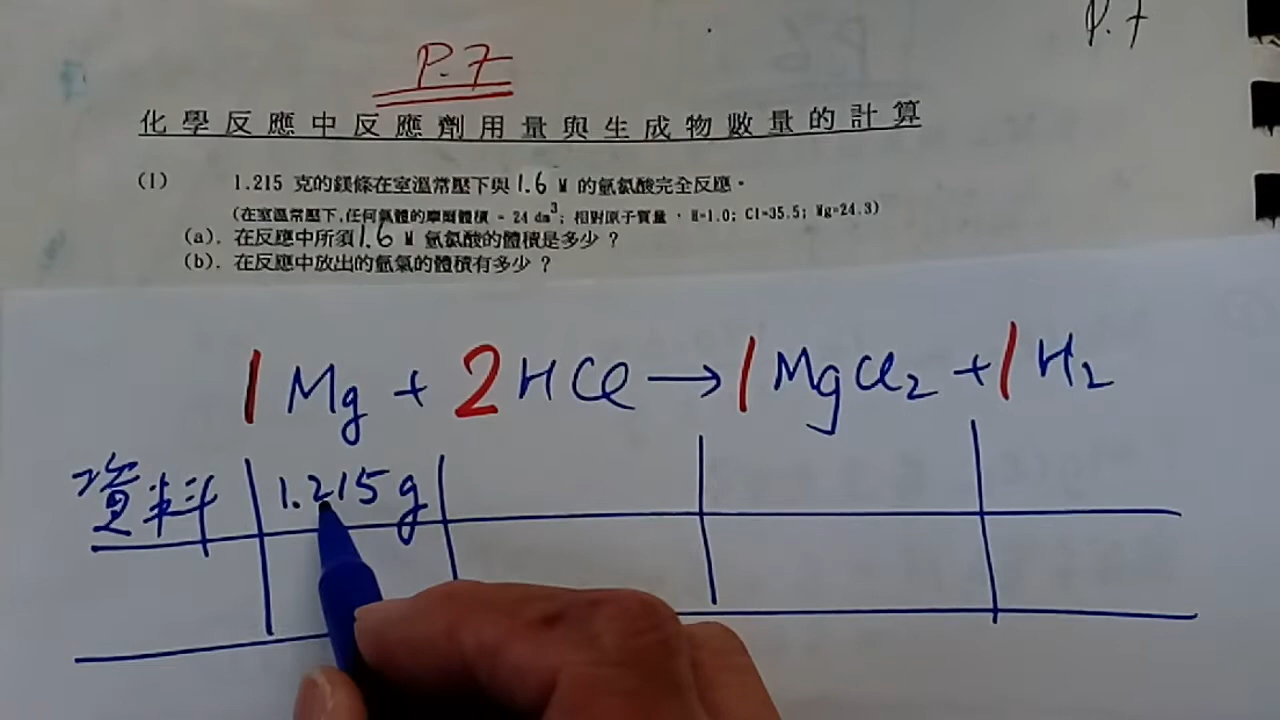 P.7
P.7
化學反應中反應劑用量與生成物數量的計算
(1) 1.215 克的鎂條在室溫常壓下與 1.6 M 的氫氯酸完全反應。
(在室溫常壓下,任何氣體的摩爾體積 = 24 dm³; 相對原子質量 · H=1.0; Cl=35.5; Mg=24.3)
(a). 在反應中所須 1.6 M 氫氯酸的體積是多少?
(b). 在反應中放出的氫氣的體積有多少?
1 Mg + 2 HCl → 1 MgCl₂ + 1 H₂
資料 1.215 g